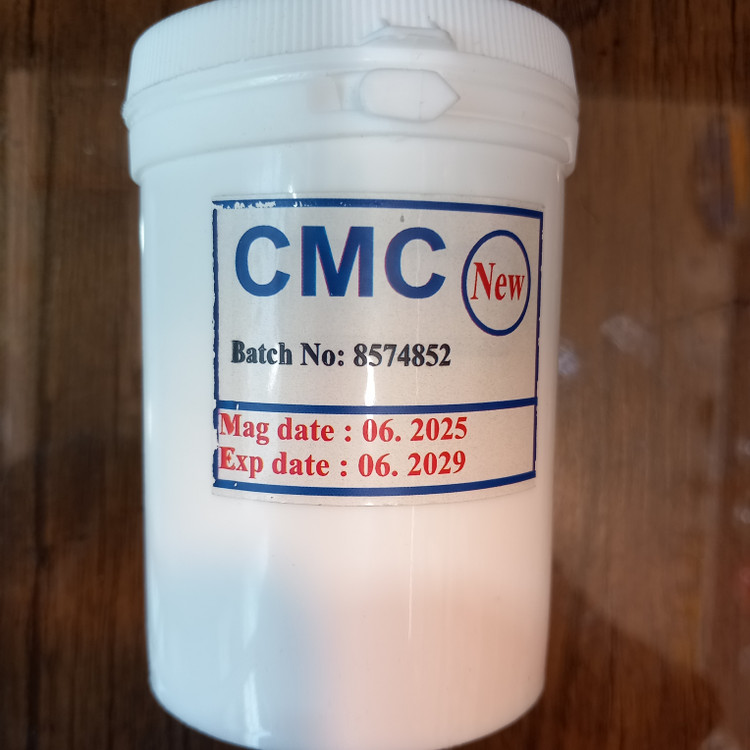 CMC New
Batch No: 8574852
Mag date : 06. 2025
Exp date : 06. 2029